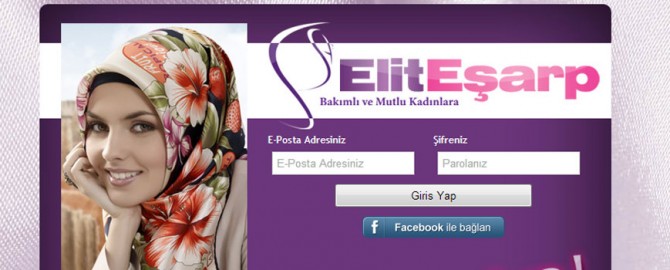 ElitEşarp
Bakımlı ve Mutlu Kadınlara
E-Posta Adresiniz
Şifreniz
E-Posta Adresiniz
Parolanız
Giris Yap
f Facebook ile bağlan